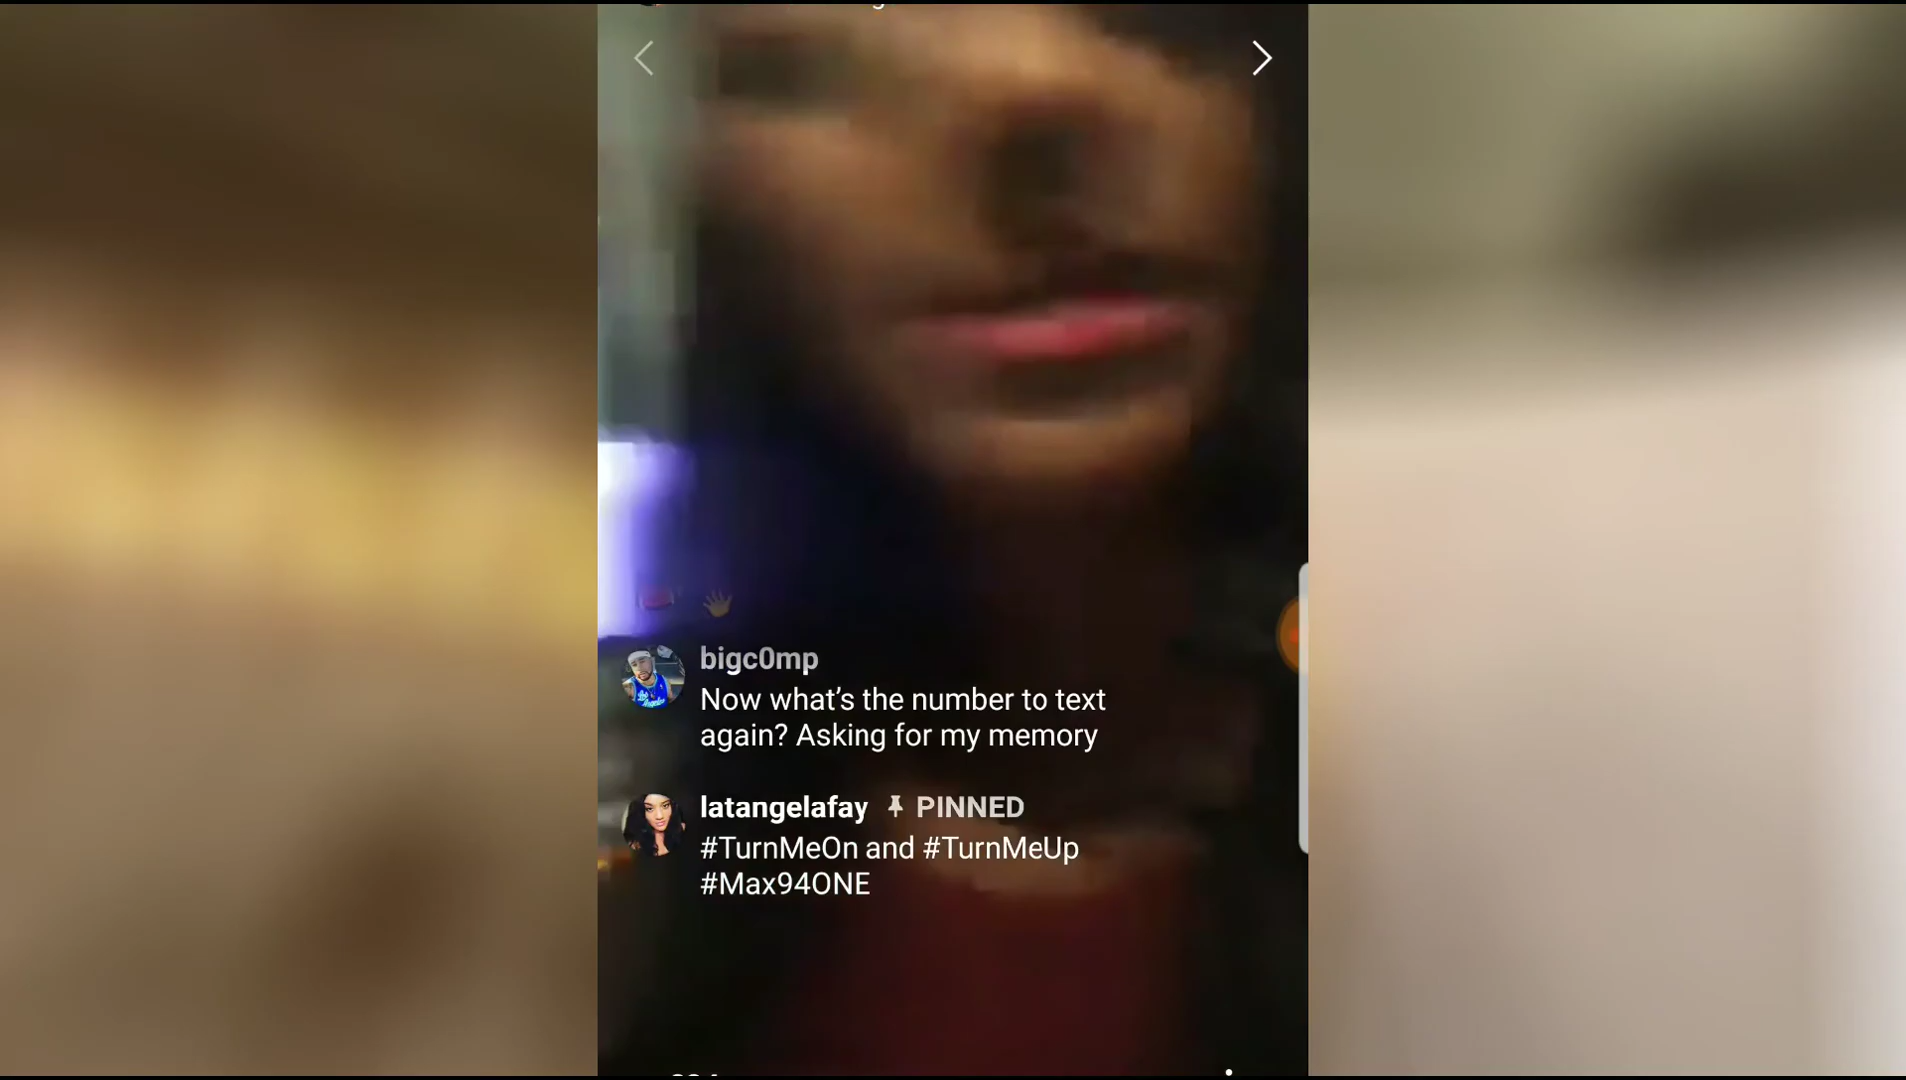 bigc0mp
Now what's the number to text
again? Asking for my memory
latangelafay PINNED
#TurnMeOn and #TurnMeUp
#Max94ONE